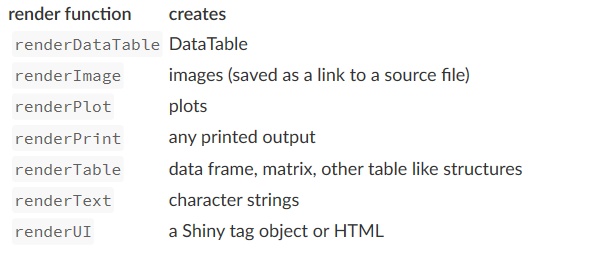 render function creates
renderDataTable DataTable
renderImage images (saved as a link to a source file)
renderPlot plots
renderPrint any printed output
renderTable data frame, matrix, other table like structures
renderText character strings
renderUI a Shiny tag object or HTML